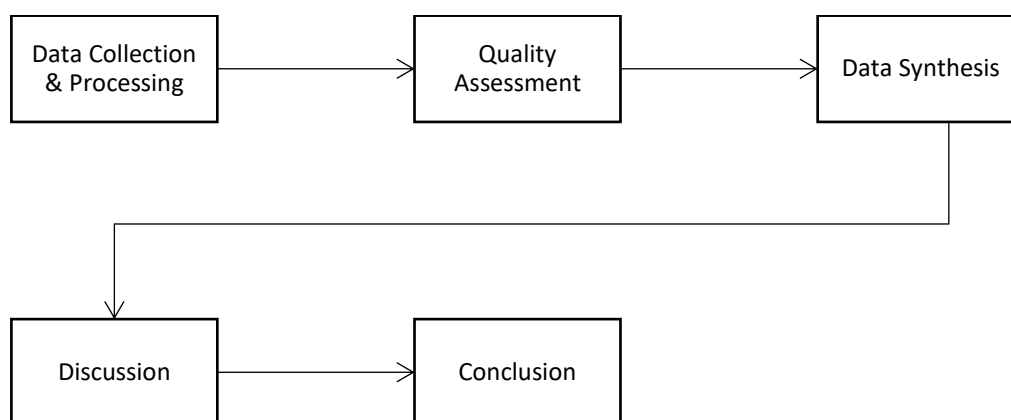 Data Collection
& Processing
Quality
Assessment
Data Synthesis
Discussion
Conclusion